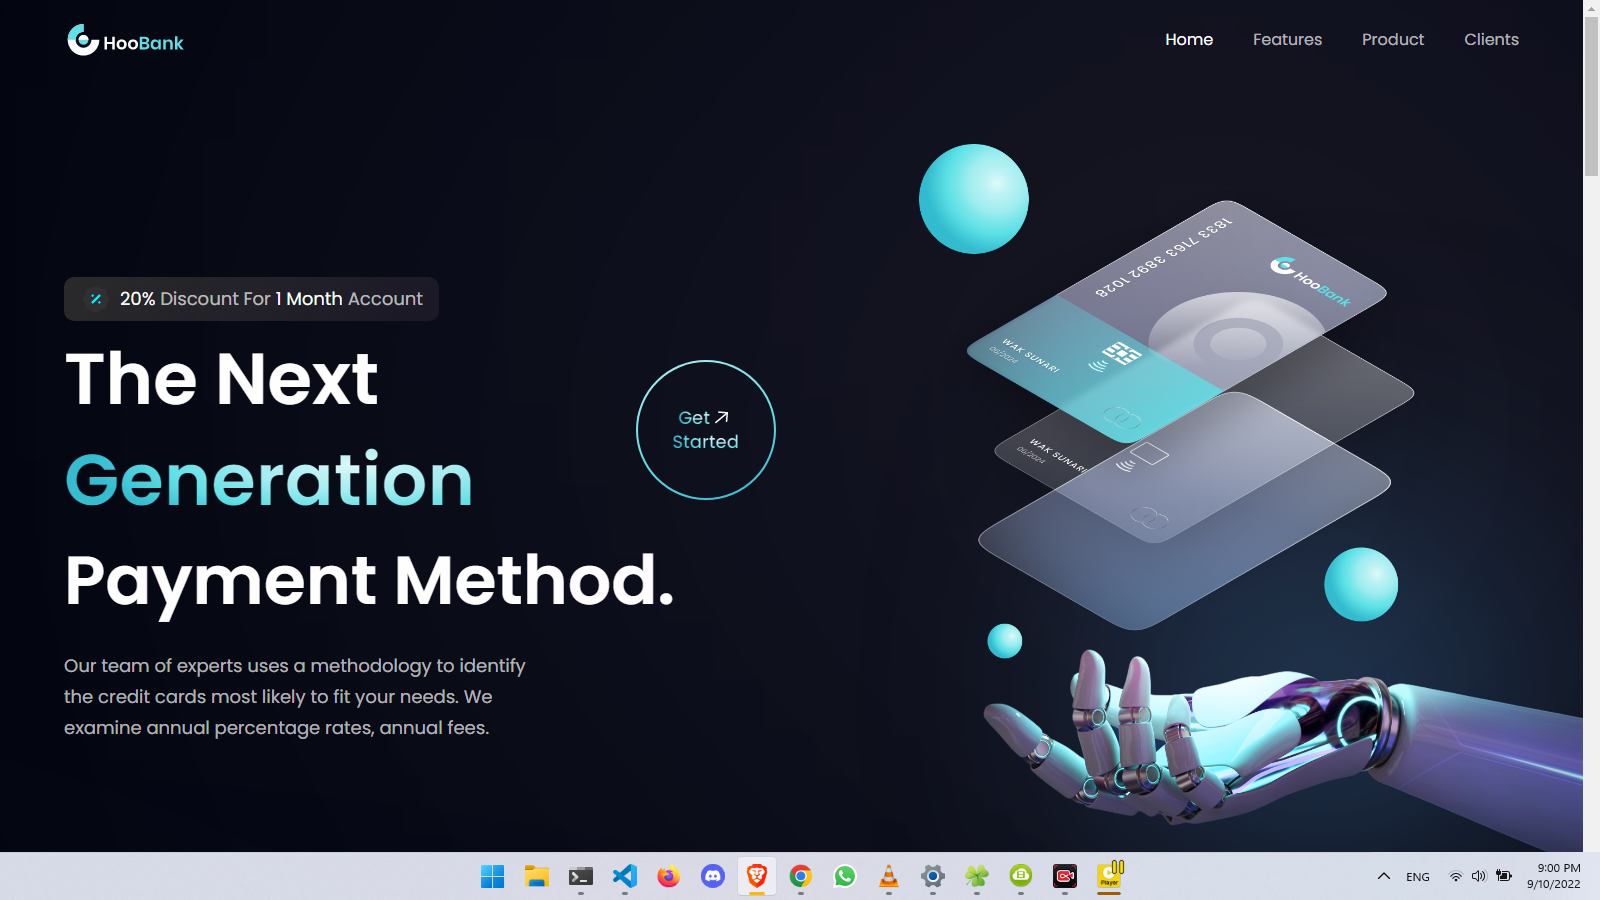 HooBank
Home
Features
Product
Clients
20% Discount For 1 Month Account
The Next
Generation
Payment Method.
Get
Started
Our team of experts uses a methodology to identify
the credit cards most likely to fit your needs. We
examine annual percentage rates, annual fees.
1833 7163 3892 1028
HooBank
WAK SUNARI
06/2024
WAK SUNARI
06/2024
Player
ENG
9:00 PM
9/10/2022